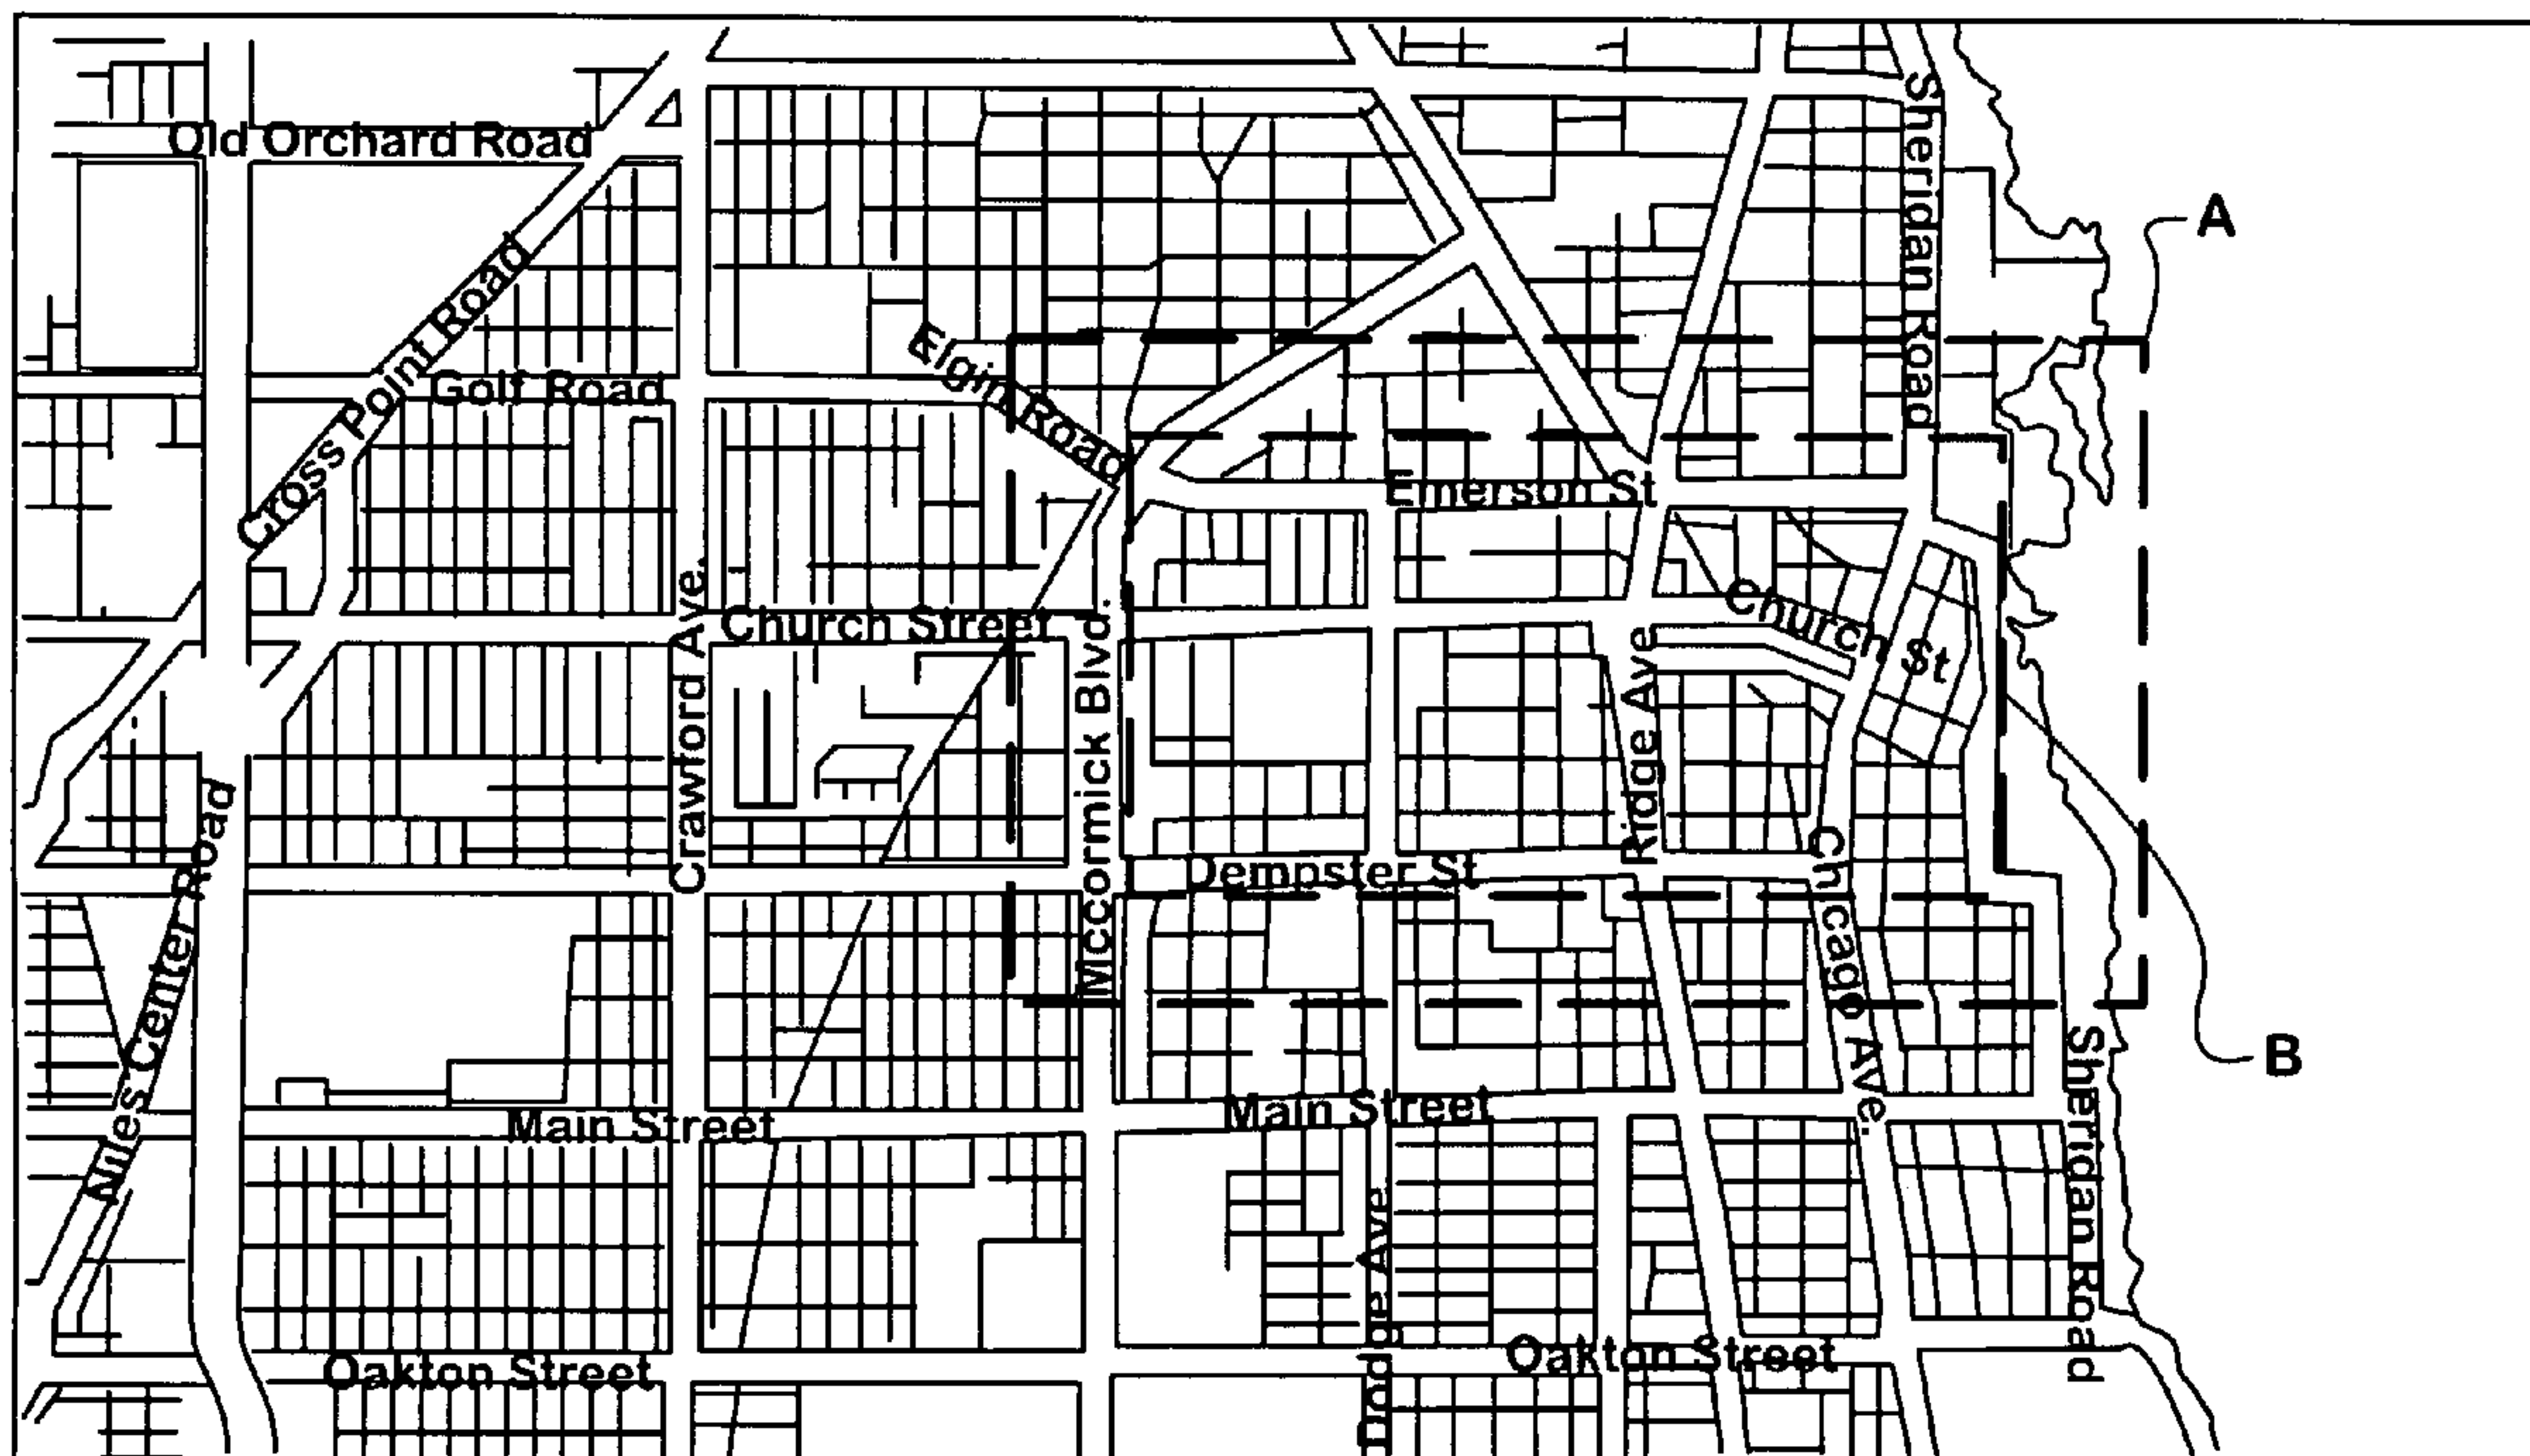 Old Orchard Road
Sheridan Road
A
Cross Point Road
Golf Road
Elgin Road
Emerson St
Church Street
Church St
Crawford Ave.
Mccormick Blvd.
Ridge Ave
Niles Center Road
Dempster St
Chicago Ave.
B
Main Street
Main Street
Sheridan Road
Dodge Ave
Oakton Street
Oakton Street